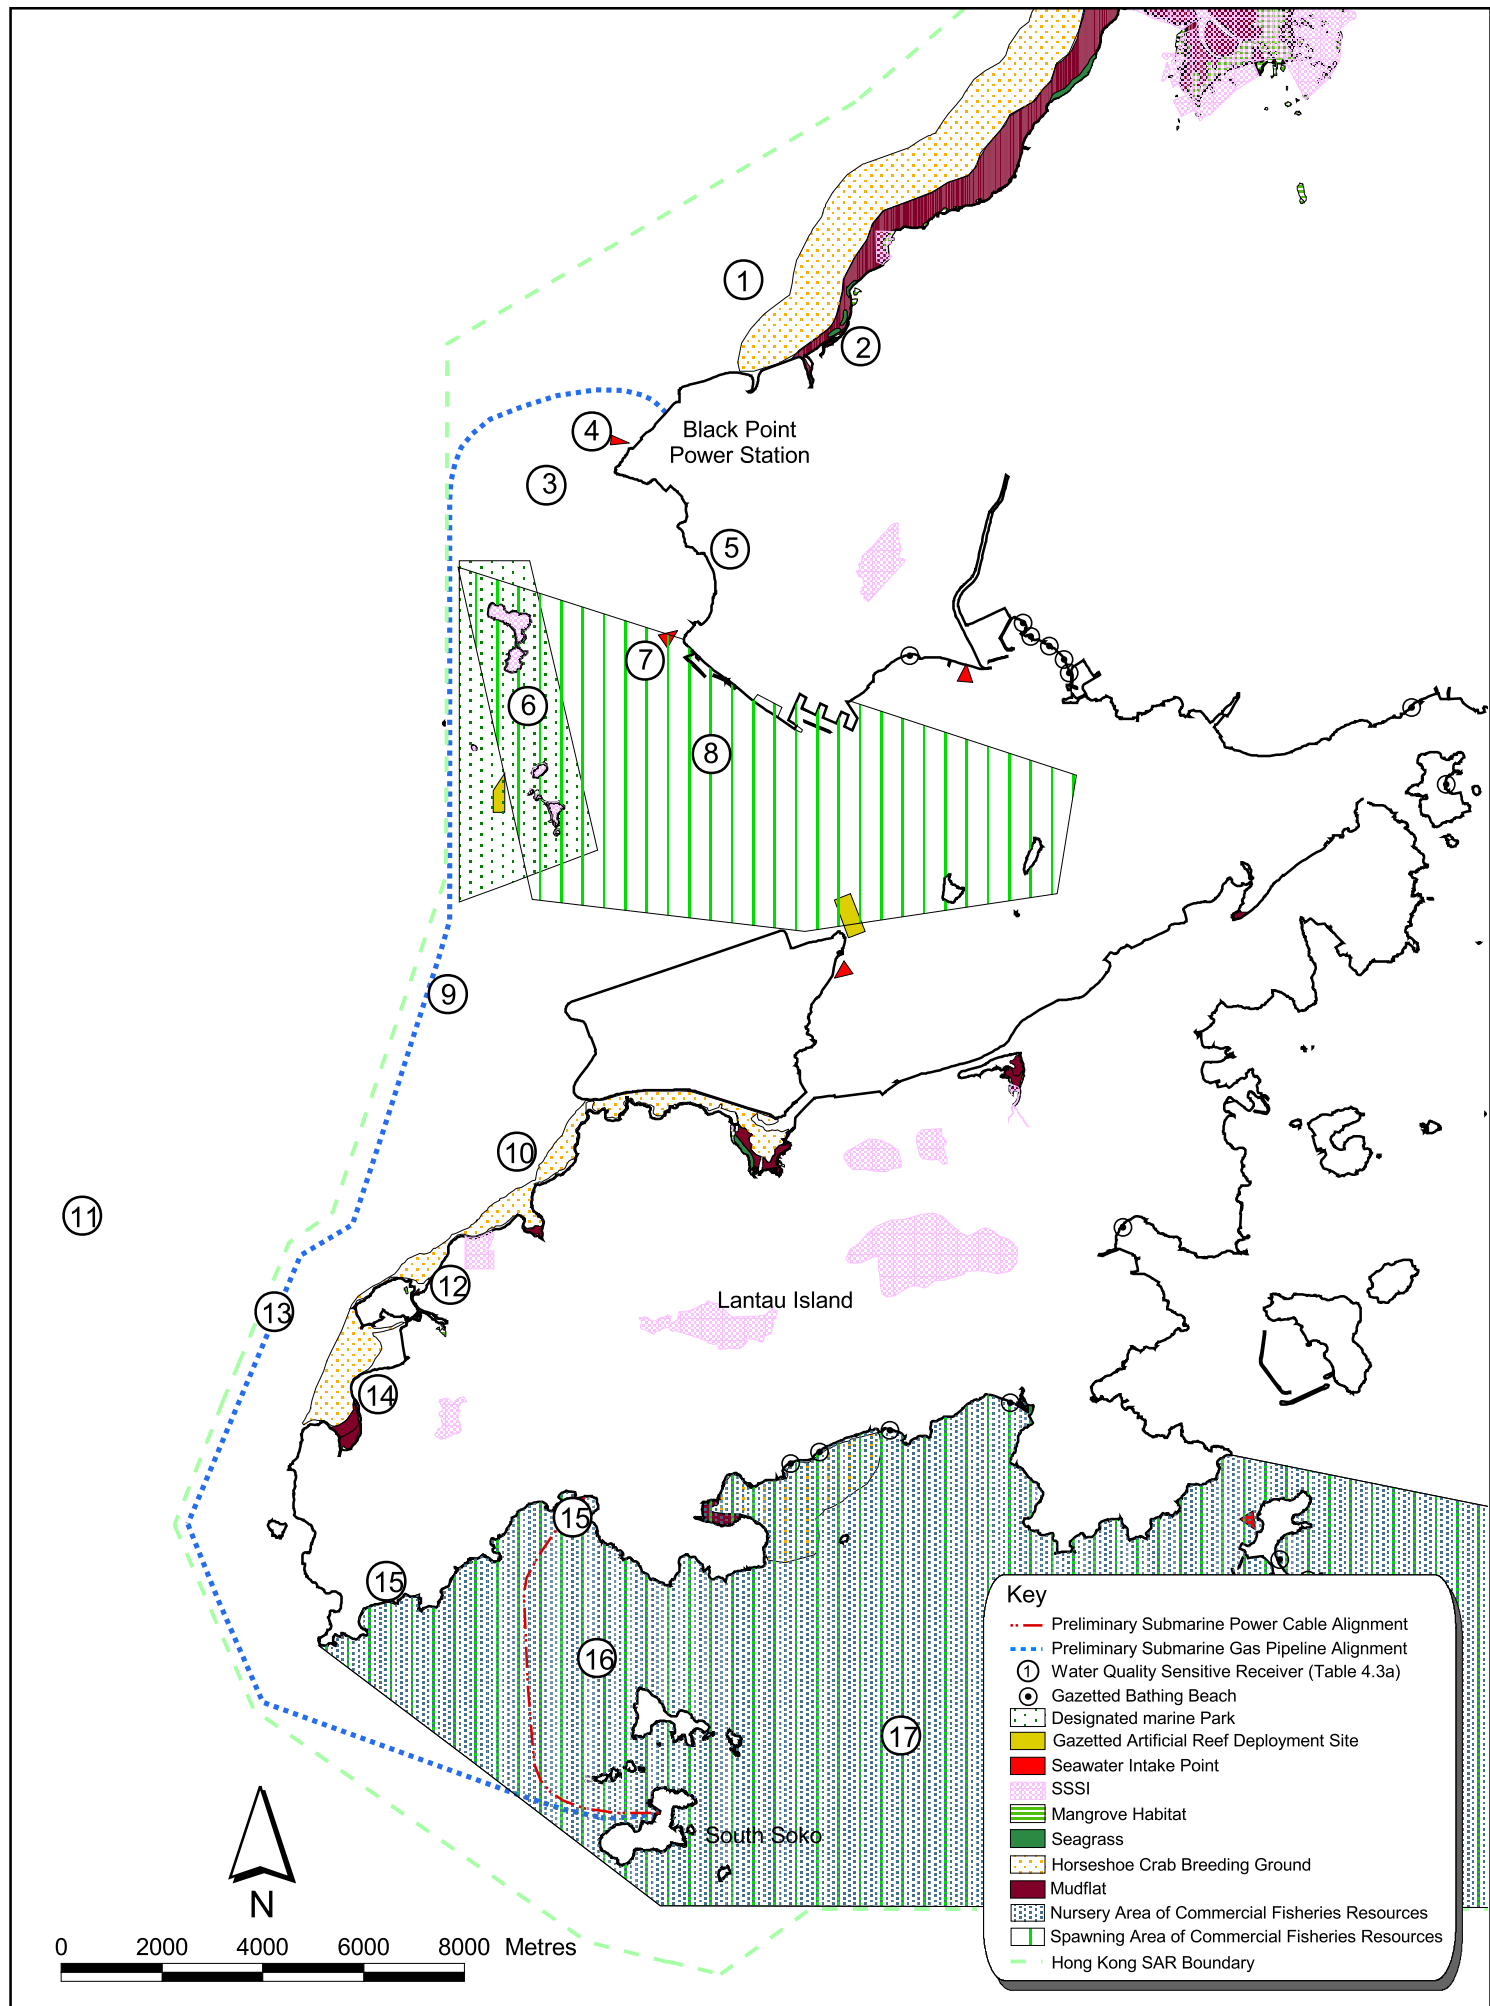 1
2
Black Point
Power Station
4
3
5
7
6
8
9
10
11
12
13
Lantau Island
14
15
15
16
17
South Soko
N
0 2000 4000 6000 8000 Metres
Key
Preliminary Submarine Power Cable Alignment
Preliminary Submarine Gas Pipeline Alignment
1 Water Quality Sensitive Receiver (Table 4.3a)
Gazetted Bathing Beach
Designated marine Park
Gazetted Artificial Reef Deployment Site
Seawater Intake Point
SSSI
Mangrove Habitat
Seagrass
Horseshoe Crab Breeding Ground
Mudflat
Nursery Area of Commercial Fisheries Resources
Spawning Area of Commercial Fisheries Resources
Hong Kong SAR Boundary